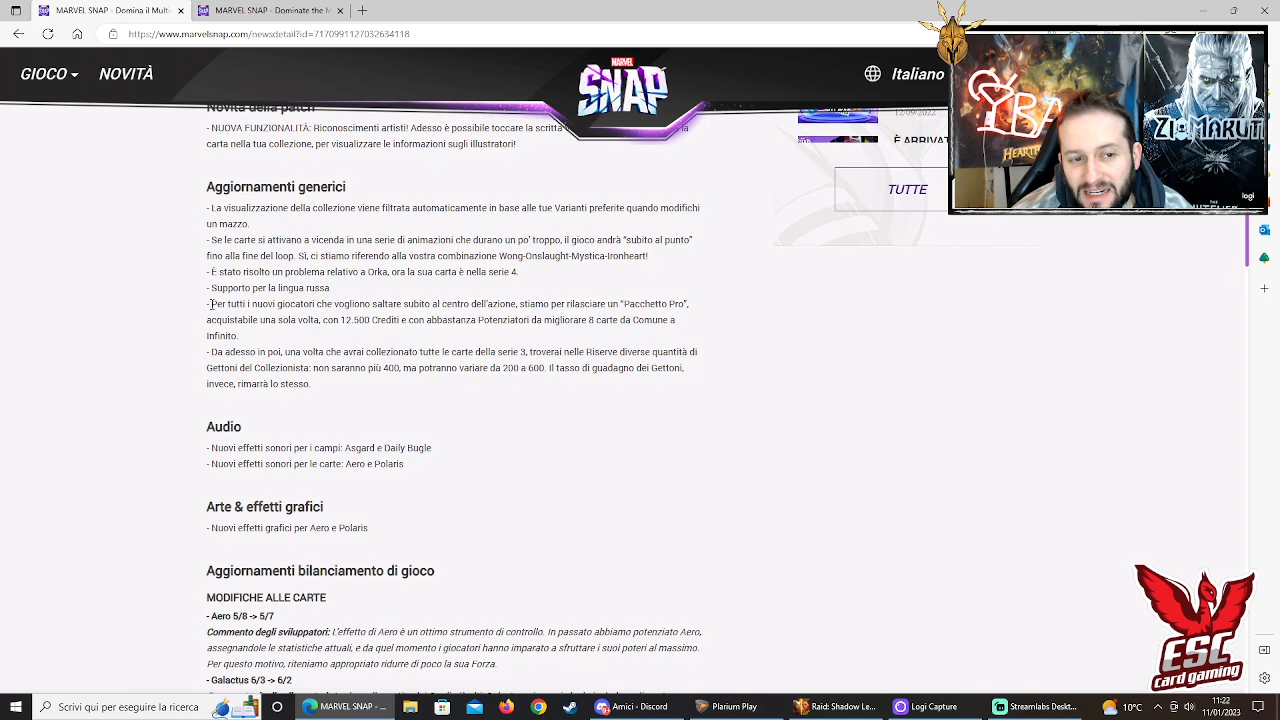 MARVEL SNAP - Domina il Multi
MARVEL SNAP - Dominate the M
https://www.marvelsnap.com/newsdetail?id=7170991127032684118
GIOCO
NOVITÀ
MARVEL
SNAP
Italiano
Novità della patch
- NUOVA FUNZIONALITÀ: Riconoscimenti artistici! Adesso è possibile toccare la scritta
la
carta nella tua collezione per visualizzare le informazioni sugli illustratori!
12/09/2022
È ARRIVAT
TUTTE
Aggiornamenti generici
- La visualizzazione della collezione ora si aggiornerà automaticamente in base alle Varianti preferite quando modifichi
un mazzo.
- Se le carte si attivano a vicenda in una serie di animazioni che durano un po' troppo, il gioco andrà "subito al punto"
fino alla fine del loop. Sì, ci stiamo riferendo alla vostra combinazione Wong-Onslaught-Mystica-Ironheart!
- È stato risolto un problema relativo a Orka, ora la sua carta è nella serie 4.
- Supporto per la lingua russa
- Per tutti i nuovi giocatori che vogliono saltare subito al centro dell'azione, stiamo per rilasciare un "Pacchetto Pro",
acquistabile una sola volta, con 12.500 Crediti e con abbastanza Potenziatori da migliorare 8 carte da Comune a
Infinito.
- Da adesso in poi, una volta che avrai collezionato tutte le carte della serie 3, troverai nelle Riserve diverse quantità di
Gettoni del Collezionista: non saranno più 400, ma potranno variare da 200 a 600. Il tasso di guadagno dei Gettoni,
invece, rimarrà lo stesso.
Audio
- Nuovi effetti sonori per i campi: Asgard e Daily Bugle
- Nuovi effetti sonori per le carte: Aero e Polaris
Arte & effetti grafici
- Nuovi effetti grafici per Aero e Polaris
Aggiornamenti bilanciamento di gioco
MODIFICHE ALLE CARTE
- Aero 5/8 -> 5/7
Commento degli sviluppatori: L'effetto di Aero è un ottimo strumento di controllo. In passato abbiamo potenziato Aero,
assegnandole le statistiche attuali, e da quel momento i giocatori hanno imparato a sfruttare i suoi poteri al massimo.
Per questo motivo, riteniamo appropriato ridurre di poco la sua Forza.
- Galactus 6/3 -> 6/2
ZIOMARUT
logi
THE
ESC
card gaming
Scrivi qui per eseguire la ricerca
MARVEL SNAP - ...
Amici - Discord
Planium Play
Raid: Shadow Le...
Logi Capture
Streamlabs Deskt...
10°C
11:22
11/01/2023